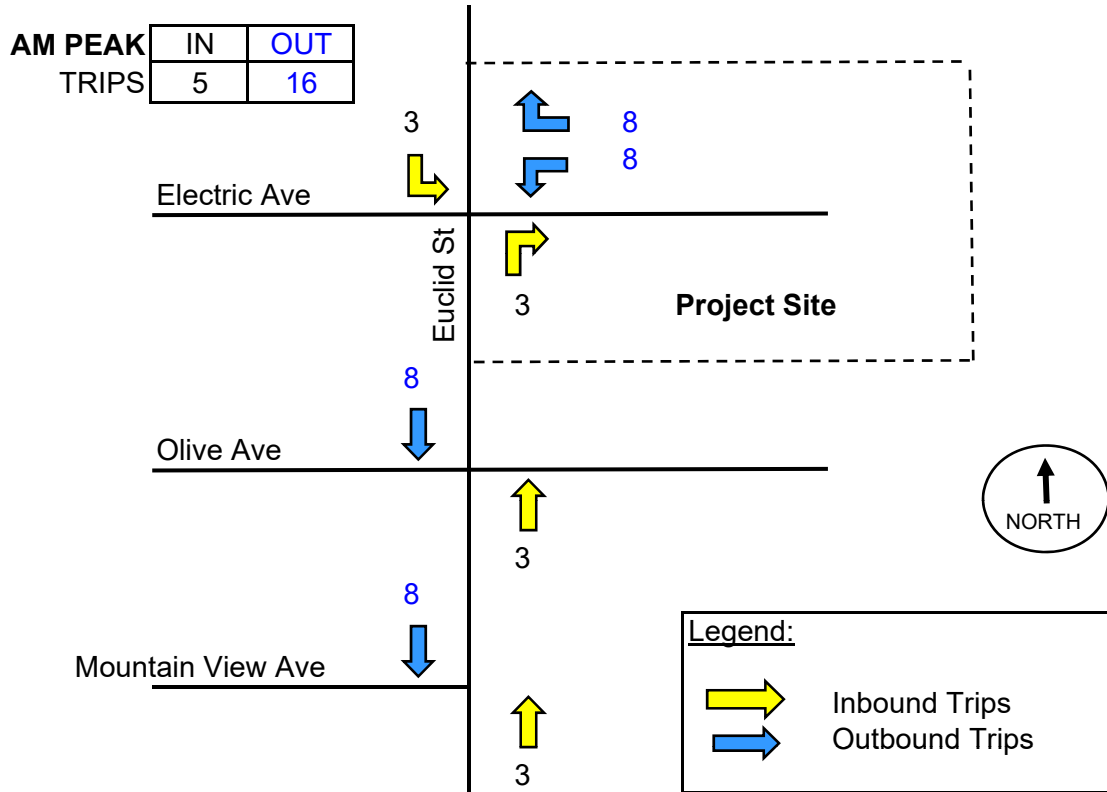 AM PEAK IN OUT
TRIPS 5 16
3
8
8
Electric Ave
Euclid St
3
Project Site
8
Olive Ave
3
NORTH
8
Mountain View Ave
3
Legend:
Inbound Trips
Outbound Trips